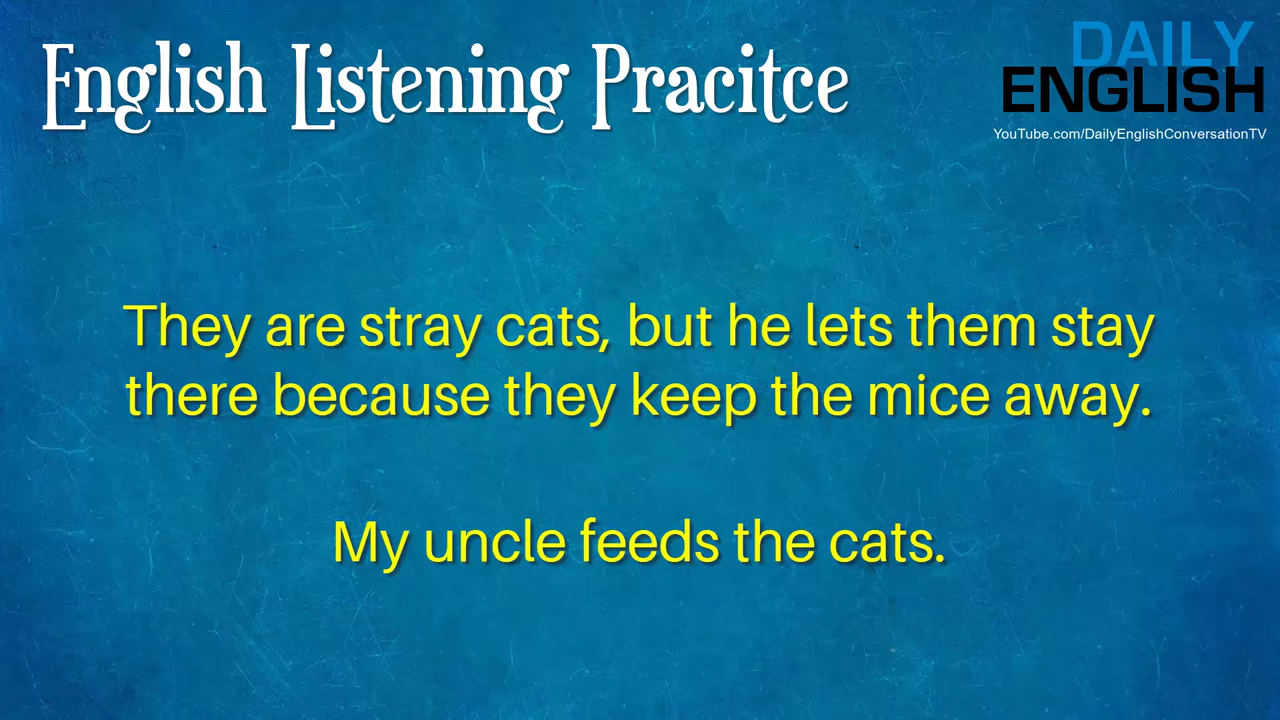 English Listening Pracitce
DAILY
ENGLISH
YouTube.com/DailyEnglishConversationTV
They are stray cats, but he lets them stay
there because they keep the mice away.
My uncle feeds the cats.